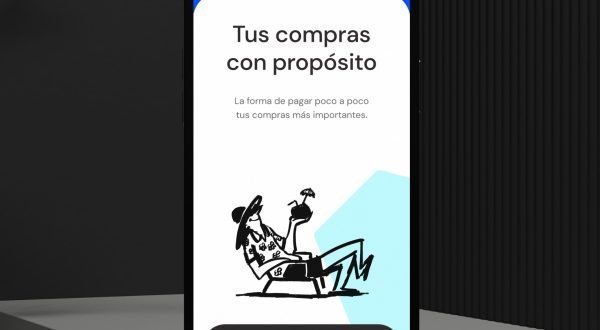 Tus compras
con propósito
La forma de pagar poco a poco
tus compras más importantes.